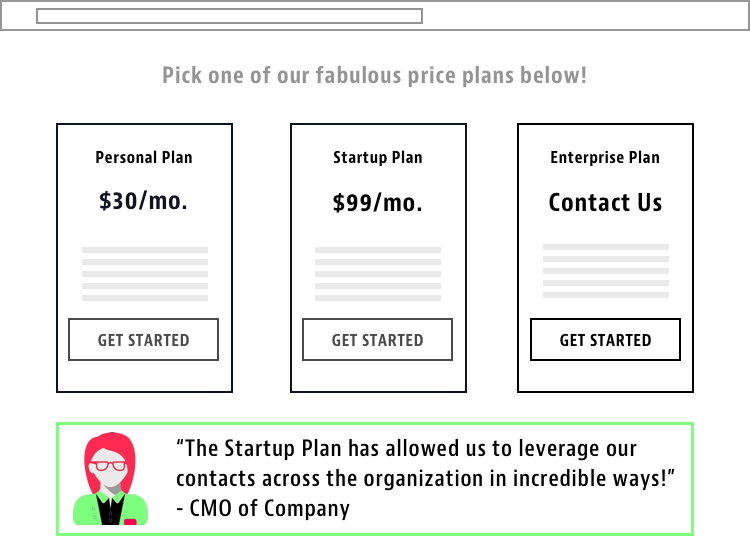 Pick one of our fabulous price plans below!
Personal Plan
$30/mo.
GET STARTED
Startup Plan
$99/mo.
GET STARTED
Enterprise Plan
Contact Us
GET STARTED
“The Startup Plan has allowed us to leverage our
contacts across the organization in incredible ways!”
- CMO of Company